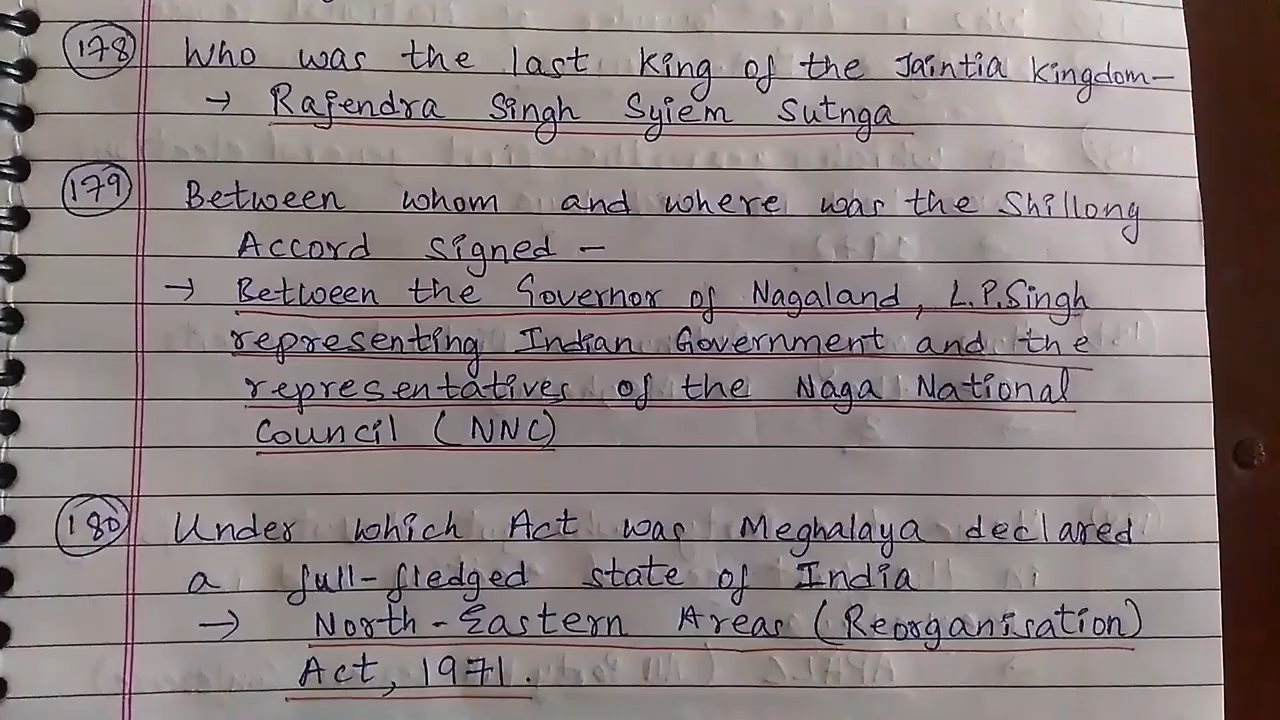 178 Who was the last King of the Jaintia Kingdom—
→ Rajendra Singh Syiem Sutnga
179 Between whom and where was the Shillong
Accord signed —
→ Between the Governor of Nagaland, L.P.Singh
representing Indian Government and the
representatives of the Naga National
Council (NNC)
180 Under which Act was Meghalaya declared
a full-fledged state of India
→ North-Eastern Areas (Reorganisation)
Act, 1971.